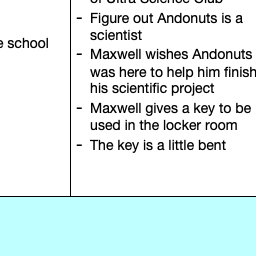 of Ultra Science Club
- Figure out Andonuts is a
scientist
e school
- Maxwell wishes Andonuts
was here to help him finish
his scientific project
- Maxwell gives a key to be
used in the locker room
- The key is a little bent